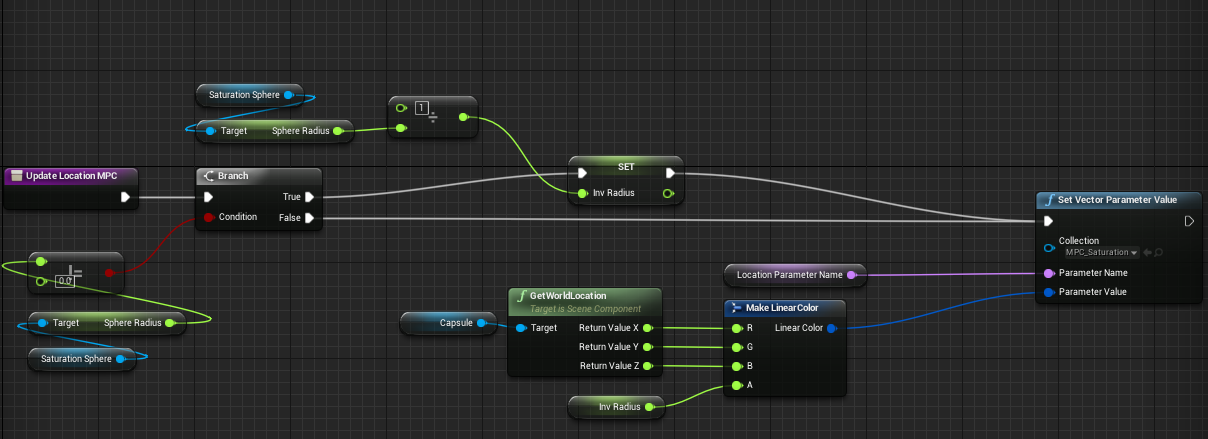 Saturation Sphere
1
÷
Target Sphere Radius
SET
Update Location MPC
Branch
True
Inv Radius
Condition False
f Set Vector Parameter Value
Collection
MPC_Saturation
!=
0.0
Location Parameter Name
Parameter Name
f GetWorldLocation
Target is Scene Component
Parameter Value
Make LinearColor
Target Sphere Radius
Capsule
Target Return Value X
R Linear Color
Return Value Y
G
Saturation Sphere
Return Value Z
B
A
Inv Radius